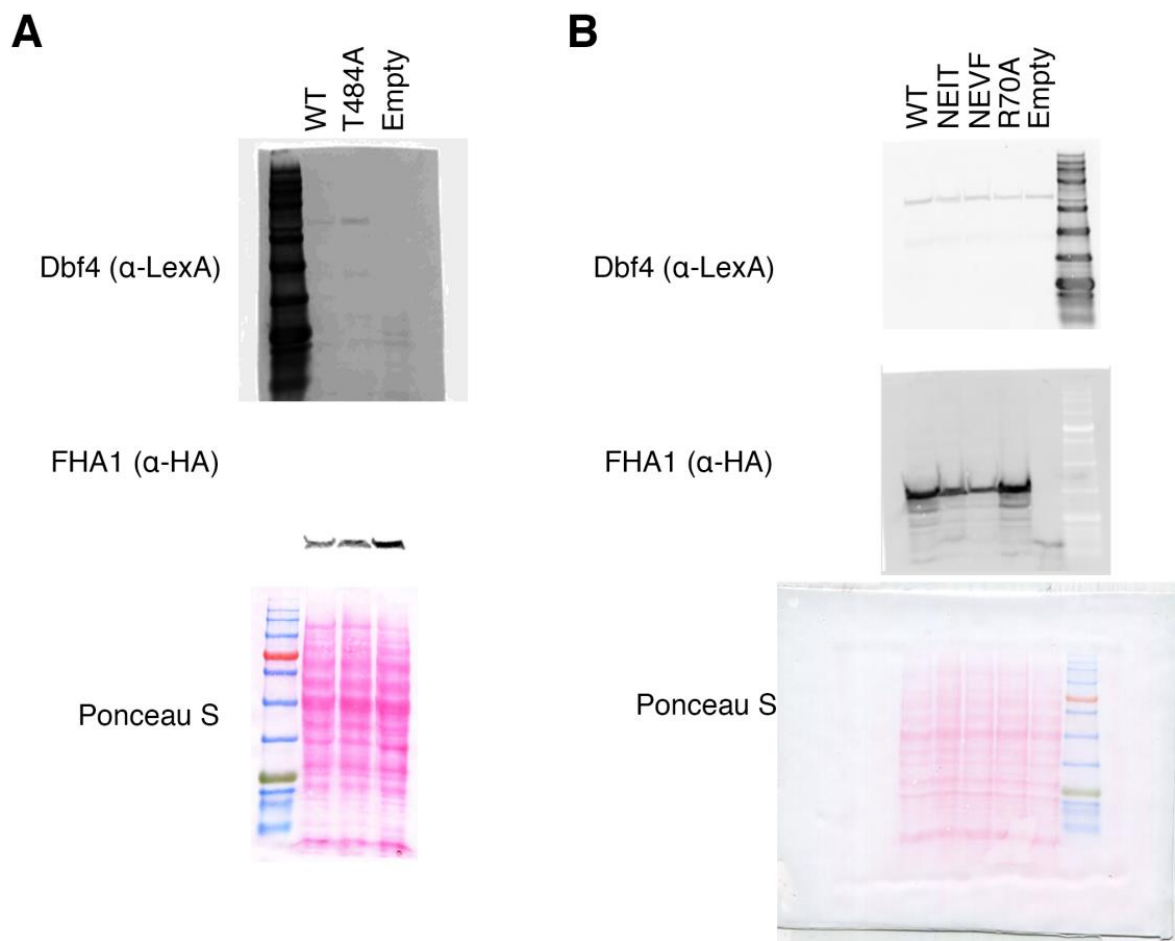 A
WT
T484A
Empty
Dbf4 (α-LexA)
FHA1 (α-HA)
Ponceau S
B
WT
NEIT
NEVF
R70A
Empty
Dbf4 (α-LexA)
FHA1 (α-HA)
Ponceau S